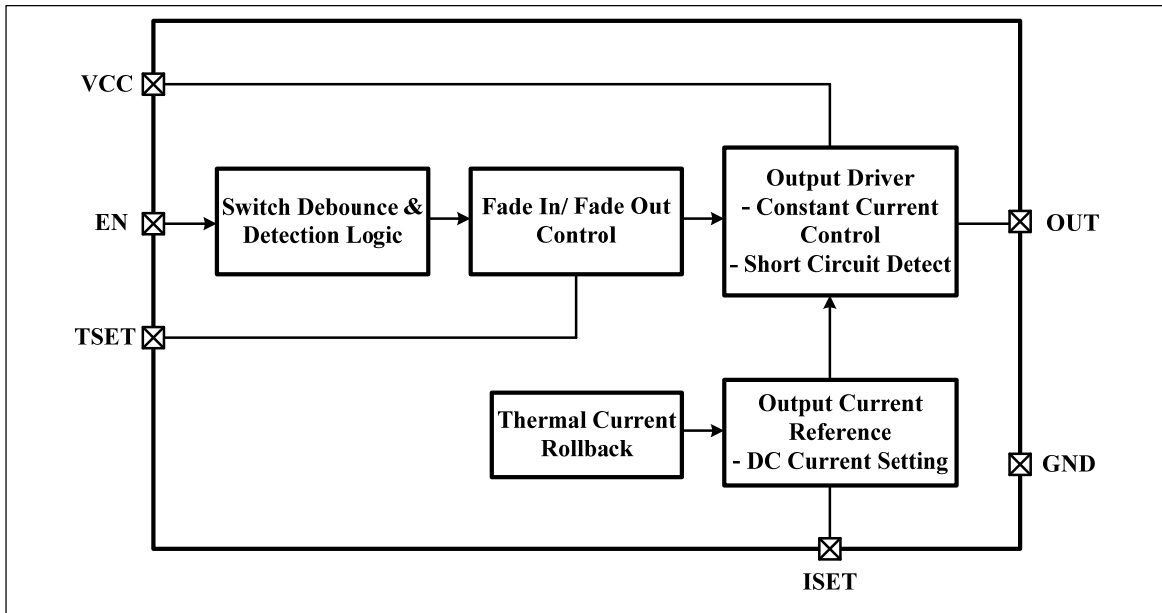 VCC
EN
TSET
Switch Debounce &
Detection Logic
Fade In/ Fade Out
Control
Output Driver
- Constant Current
Control
- Short Circuit Detect
OUT
Thermal Current
Rollback
Output Current
Reference
- DC Current Setting
GND
ISET